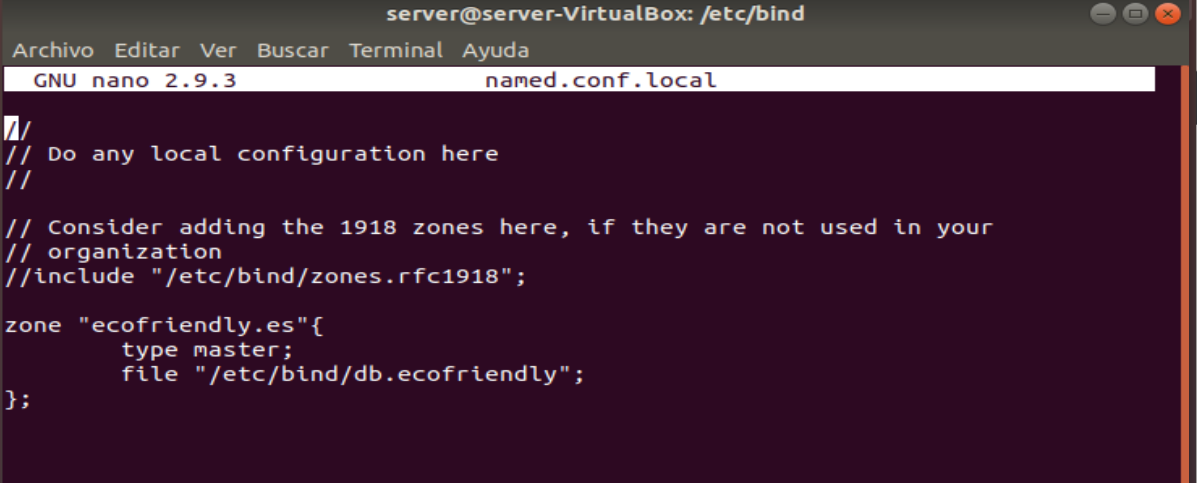 server@server-VirtualBox: /etc/bind
Archivo Editar Ver Buscar Terminal Ayuda
GNU nano 2.9.3 named.conf.local
//
// Do any local configuration here
//
// Consider adding the 1918 zones here, if they are not used in your
// organization
//include "/etc/bind/zones.rfc1918";
zone "ecofriendly.es"{
type master;
file "/etc/bind/db.ecofriendly";
};